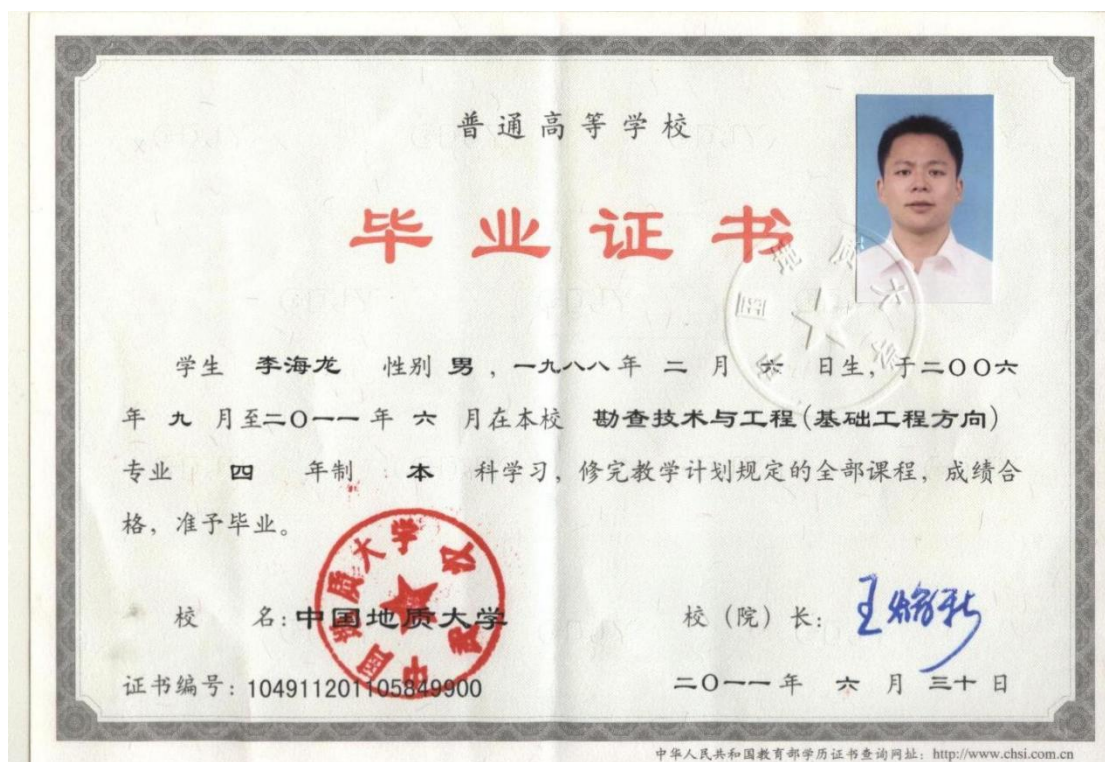 普通高等学校
毕业证书
学生 李海龙 性别 男，一九八八年 二 月 六 日生，于二OO六
年 九 月至二O一一年 六 月在本校 勘查技术与工程(基础工程方向)
专业 四 年制 本 科学习，修完教学计划规定的全部课程，成绩合
格，准予毕业。
校 名：中国地质大学
校（院）长：
证书编号：104911201105849900
二O一一年 六 月 三十 日
中华人民共和国教育部学历证书查询网址：http://www.chsi.com.cn